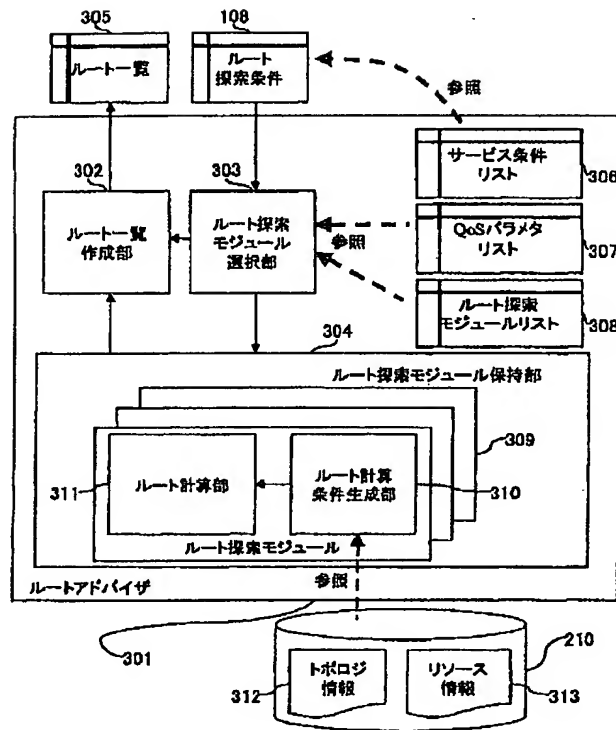 305
108
ルート一覧
ルート
探索条件
参照
サービス条件
リスト
306
302
303
ルート一覧
作成部
ルート探索
モジュール
選択部
参照
QoSパラメタ
リスト
307
ルート探索
モジュールリスト
308
304
ルート探索モジュール保持部
309
311
ルート計算部
ルート計算
条件生成部
310
ルート探索モジュール
参照
ルートアドバイザ
301
210
312
トポロジ
情報
リソース
情報
313